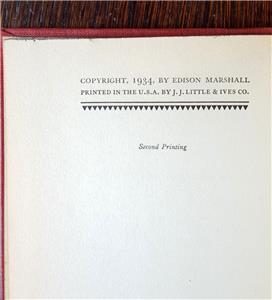 COPYRIGHT, 1934, BY EDISON MARSHALL
PRINTED IN THE U.S.A. BY J. J. LITTLE & IVES CO.
Second Printing